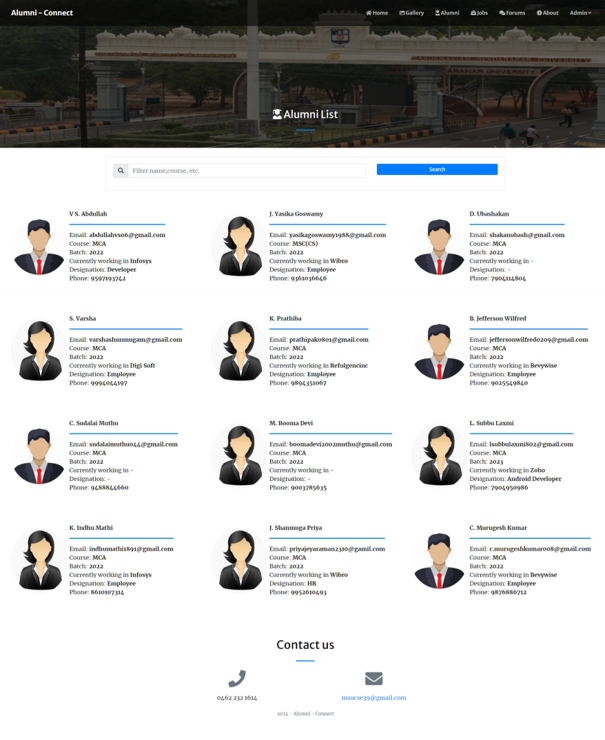 Alumni - Connect
Home
Gallery
Alumni
Jobs
Forums
About
Admin
Alumni List
Filter name,course, etc.
Search
V S. Abdullah
Email: abdullahvs06@gmail.com
Course: MCA
Batch: 2022
Currently working in Infosys
Designation: Developer
Phone: 9597193742
J. Yasika Goswamy
Email: yasikagoswamy1988@gmail.com
Course: MSC(CS)
Batch: 2022
Currently working in Wibro
Designation: Employee
Phone: 9361036646
D. Ubashakan
Email: shakanubash@gmail.com
Course: MCA
Batch: 2022
Currently working in -
Designation: -
Phone: 7904114804
S. Varsha
Email: varshashunmugam@gmail.com
Course: MCA
Batch: 2022
Currently working in Digi Soft
Designation: Employee
Phone: 9994044197
K. Prathiba
Email: prathipak0801@gmail.com
Course: MCA
Batch: 2022
Currently working in Refulgencinc
Designation: Employee
Phone: 9894351067
B. Jefferson Wilfred
Email: jeffersonwilfred0209@gmail.com
Course: MCA
Batch: 2022
Currently working in Bevywise
Designation: Employee
Phone: 9025549840
C. Sudalai Muthu
Email: sudalaimuthu044@gmail.com
Course: MCA
Batch: 2022
Currently working in -
Designation: -
Phone: 9488844660
M. Booma Devi
Email: boomadevi2002muthu@gmail.com
Course: MCA
Batch: 2022
Currently working in -
Designation: -
Phone: 9003785635
L. Subbu Laxmi
Email: lsubbulaxmi802@gmail.com
Course: MCA
Batch: 2023
Currently working in Zoho
Designation: Android Developer
Phone: 7904950986
K. Indhu Mathi
Email: indhumathi1891@gmail.com
Course: MCA
Batch: 2022
Currently working in Infosys
Designation: Employee
Phone: 8610107314
J. Shanmuga Priya
Email: priyajeyaraman2310@gamil.com
Course: MCA
Batch: 2022
Currently working in Wibro
Designation: HR
Phone: 9952610493
C. Murugesh Kumar
Email: c.murugeshkumar008@gmail.com
Course: MCA
Batch: 2022
Currently working in Bevywise
Designation: Employee
Phone: 9876886712
Contact us
0462 232 1614
msucse39@gmail.com
2024 - Alumni - Connect